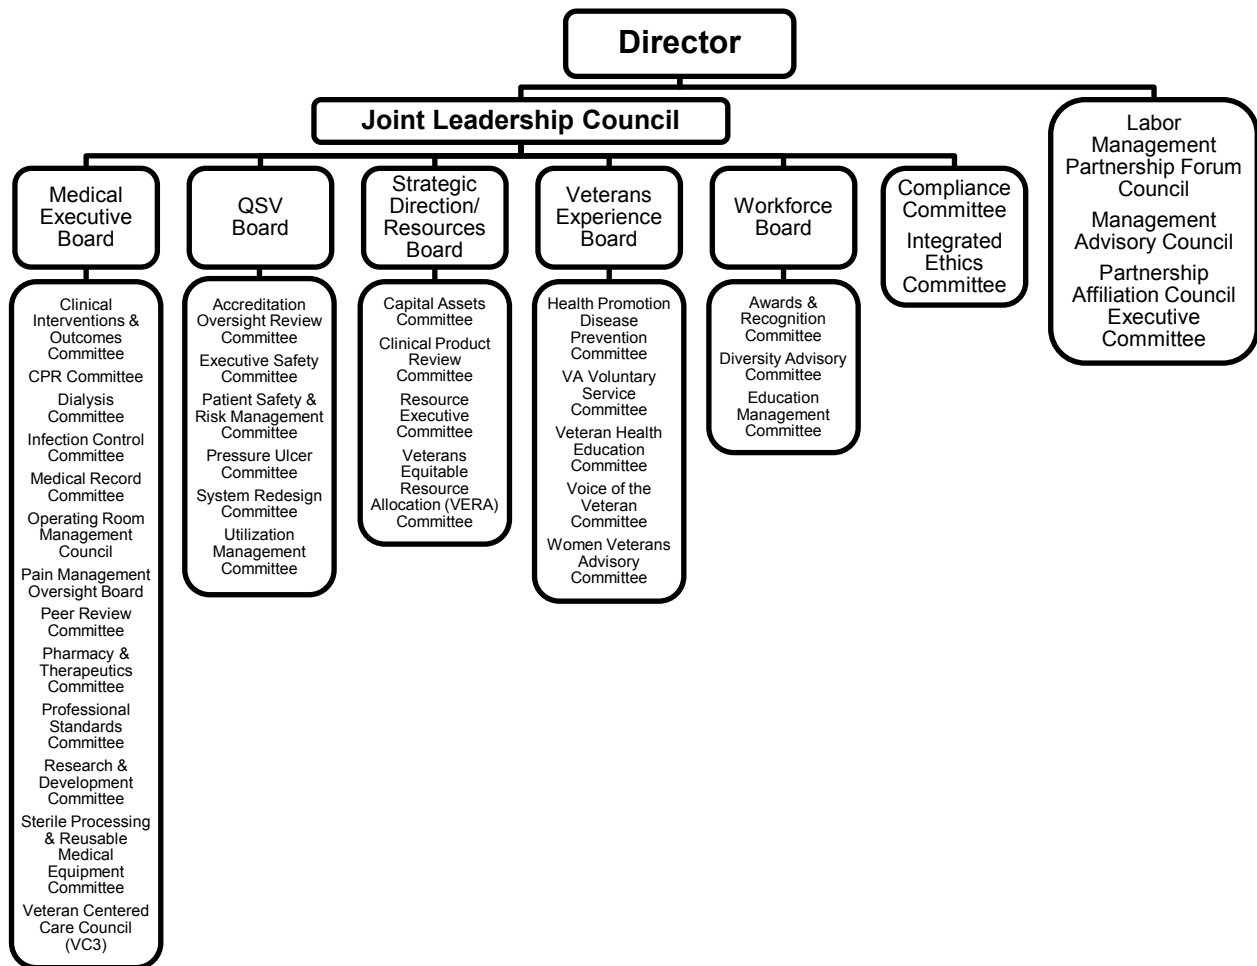 Director
Joint Leadership Council
Labor
Management
Partnership Forum
Council
Management
Advisory Council
Partnership
Affiliation Council
Executive
Committee
Medical
Executive
Board
QSV
Board
Strategic
Direction/
Resources
Board
Veterans
Experience
Board
Workforce
Board
Compliance
Committee
Integrated
Ethics
Committee
Clinical
Interventions &
Outcomes
Committee
CPR Committee
Dialysis
Committee
Infection Control
Committee
Medical Record
Committee
Operating Room
Management
Council
Pain Management
Oversight Board
Peer Review
Committee
Pharmacy &
Therapeutics
Committee
Professional
Standards
Committee
Research &
Development
Committee
Sterile Processing
& Reusable
Medical
Equipment
Committee
Veteran Centered
Care Council
(VC3)
Accreditation
Oversight Review
Committee
Executive Safety
Committee
Patient Safety &
Risk Management
Committee
Pressure Ulcer
Committee
System Redesign
Committee
Utilization
Management
Committee
Capital Assets
Committee
Clinical Product
Review
Committee
Resource
Executive
Committee
Veterans
Equitable
Resource
Allocation (VERA)
Committee
Health Promotion
Disease
Prevention
Committee
VA Voluntary
Service
Committee
Veteran Health
Education
Committee
Voice of the
Veteran
Committee
Women Veterans
Advisory
Committee
Awards &
Recognition
Committee
Diversity Advisory
Committee
Education
Management
Committee